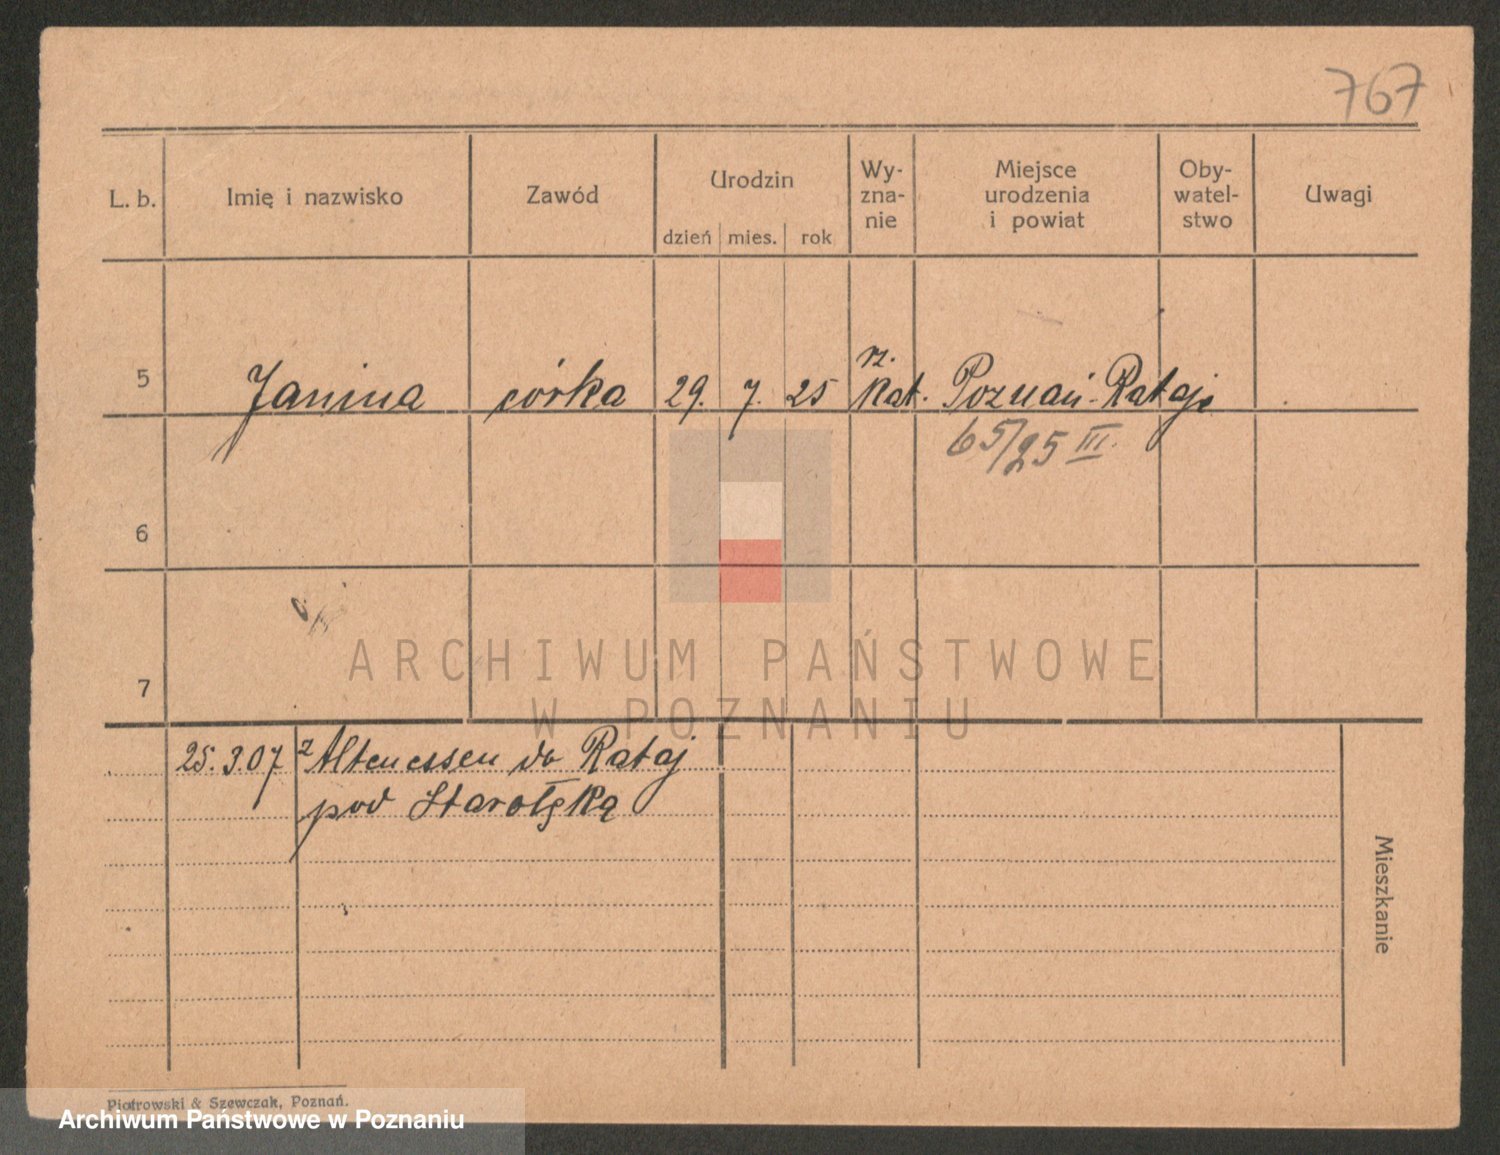 767
L. b.
Imię i nazwisko
Zawód
Urodzin
dzień mies. rok
Wy-
zna-
nie
Miejsce
urodzenia
i powiat
Oby-
watel-
stwo
Uwagi
5 Janina córka 29. 7. 25 rz. kat. Poznań-Rataje
65/25 III.
6
7
ARCHIWUM PAŃSTWOWE
W POZNANIU
25. 3. 07 z Altenessen do Rataj
pod Starołęką
Mieszkanie
Piotrowski & Szewczak, Poznań.
Archiwum Państwowe w Poznaniu